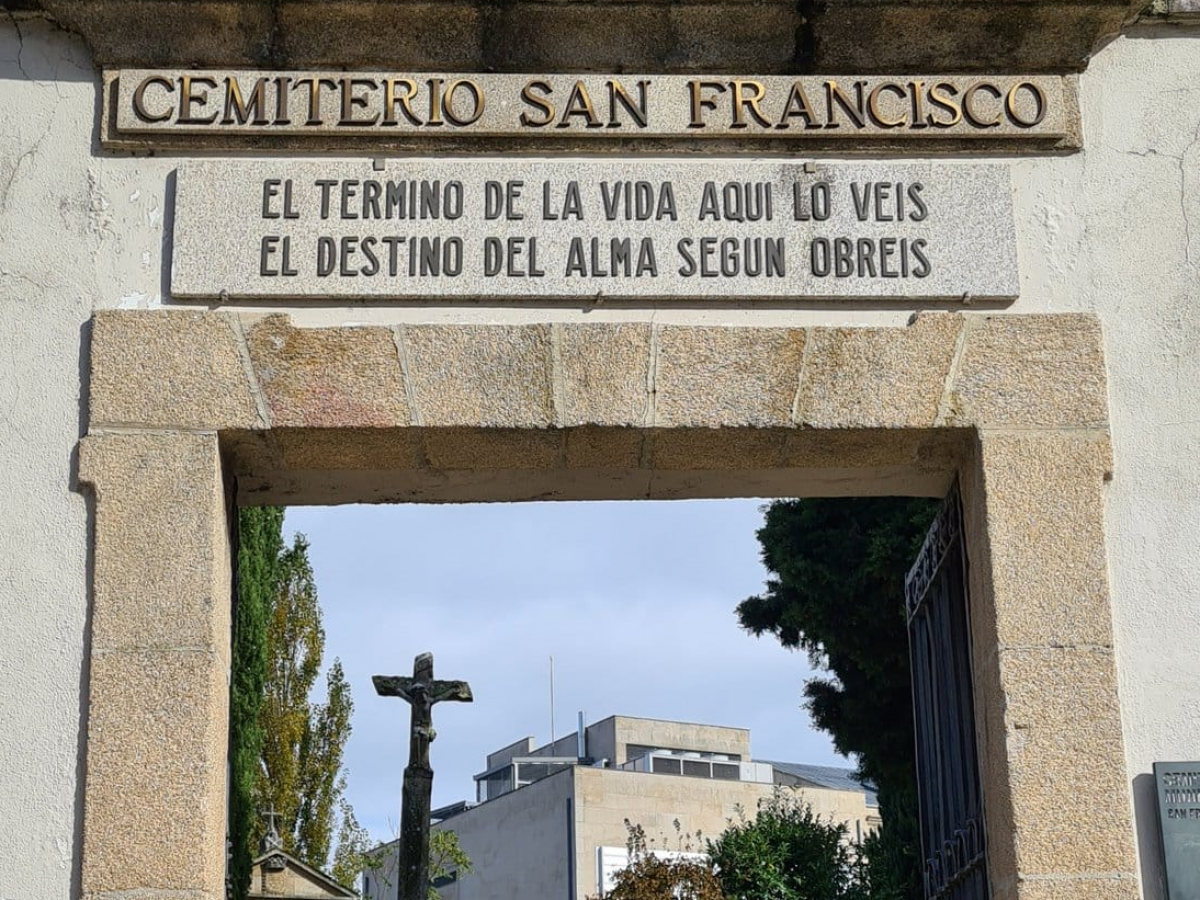 CEMITERIO SAN FRANCISCO
EL TERMINO DE LA VIDA AQUI LO VEIS
EL DESTINO DEL ALMA SEGUN OBREIS